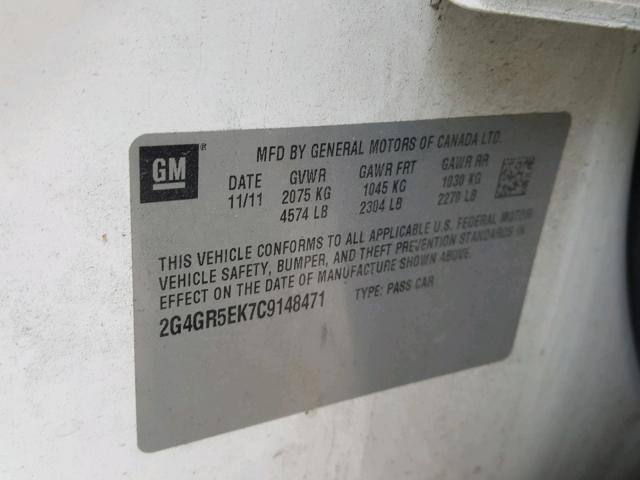 GM ®
MFD BY GENERAL MOTORS OF CANADA LTD.
DATE GVWR GAWR FRT GAWR RR
11/11 2075 KG 1045 KG 1030 KG
4574 LB 2304 LB 2270 LB
THIS VEHICLE CONFORMS TO ALL APPLICABLE U.S. FEDERAL MOTOR
VEHICLE SAFETY, BUMPER, AND THEFT PREVENTION STANDARDS IN
EFFECT ON THE DATE OF MANUFACTURE SHOWN ABOVE.
2G4GR5EK7C9148471 TYPE: PASS CAR